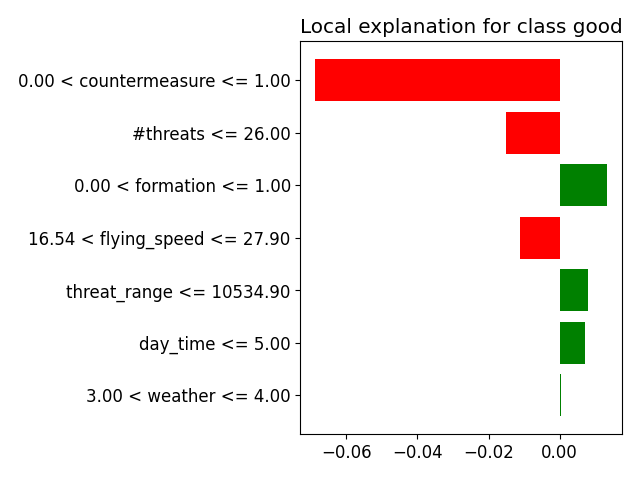 Local explanation for class good
0.00 < countermeasure <= 1.00
#threats <= 26.00
0.00 < formation <= 1.00
16.54 < flying_speed <= 27.90
threat_range <= 10534.90
day_time <= 5.00
3.00 < weather <= 4.00
−0.06 −0.04 −0.02 0.00